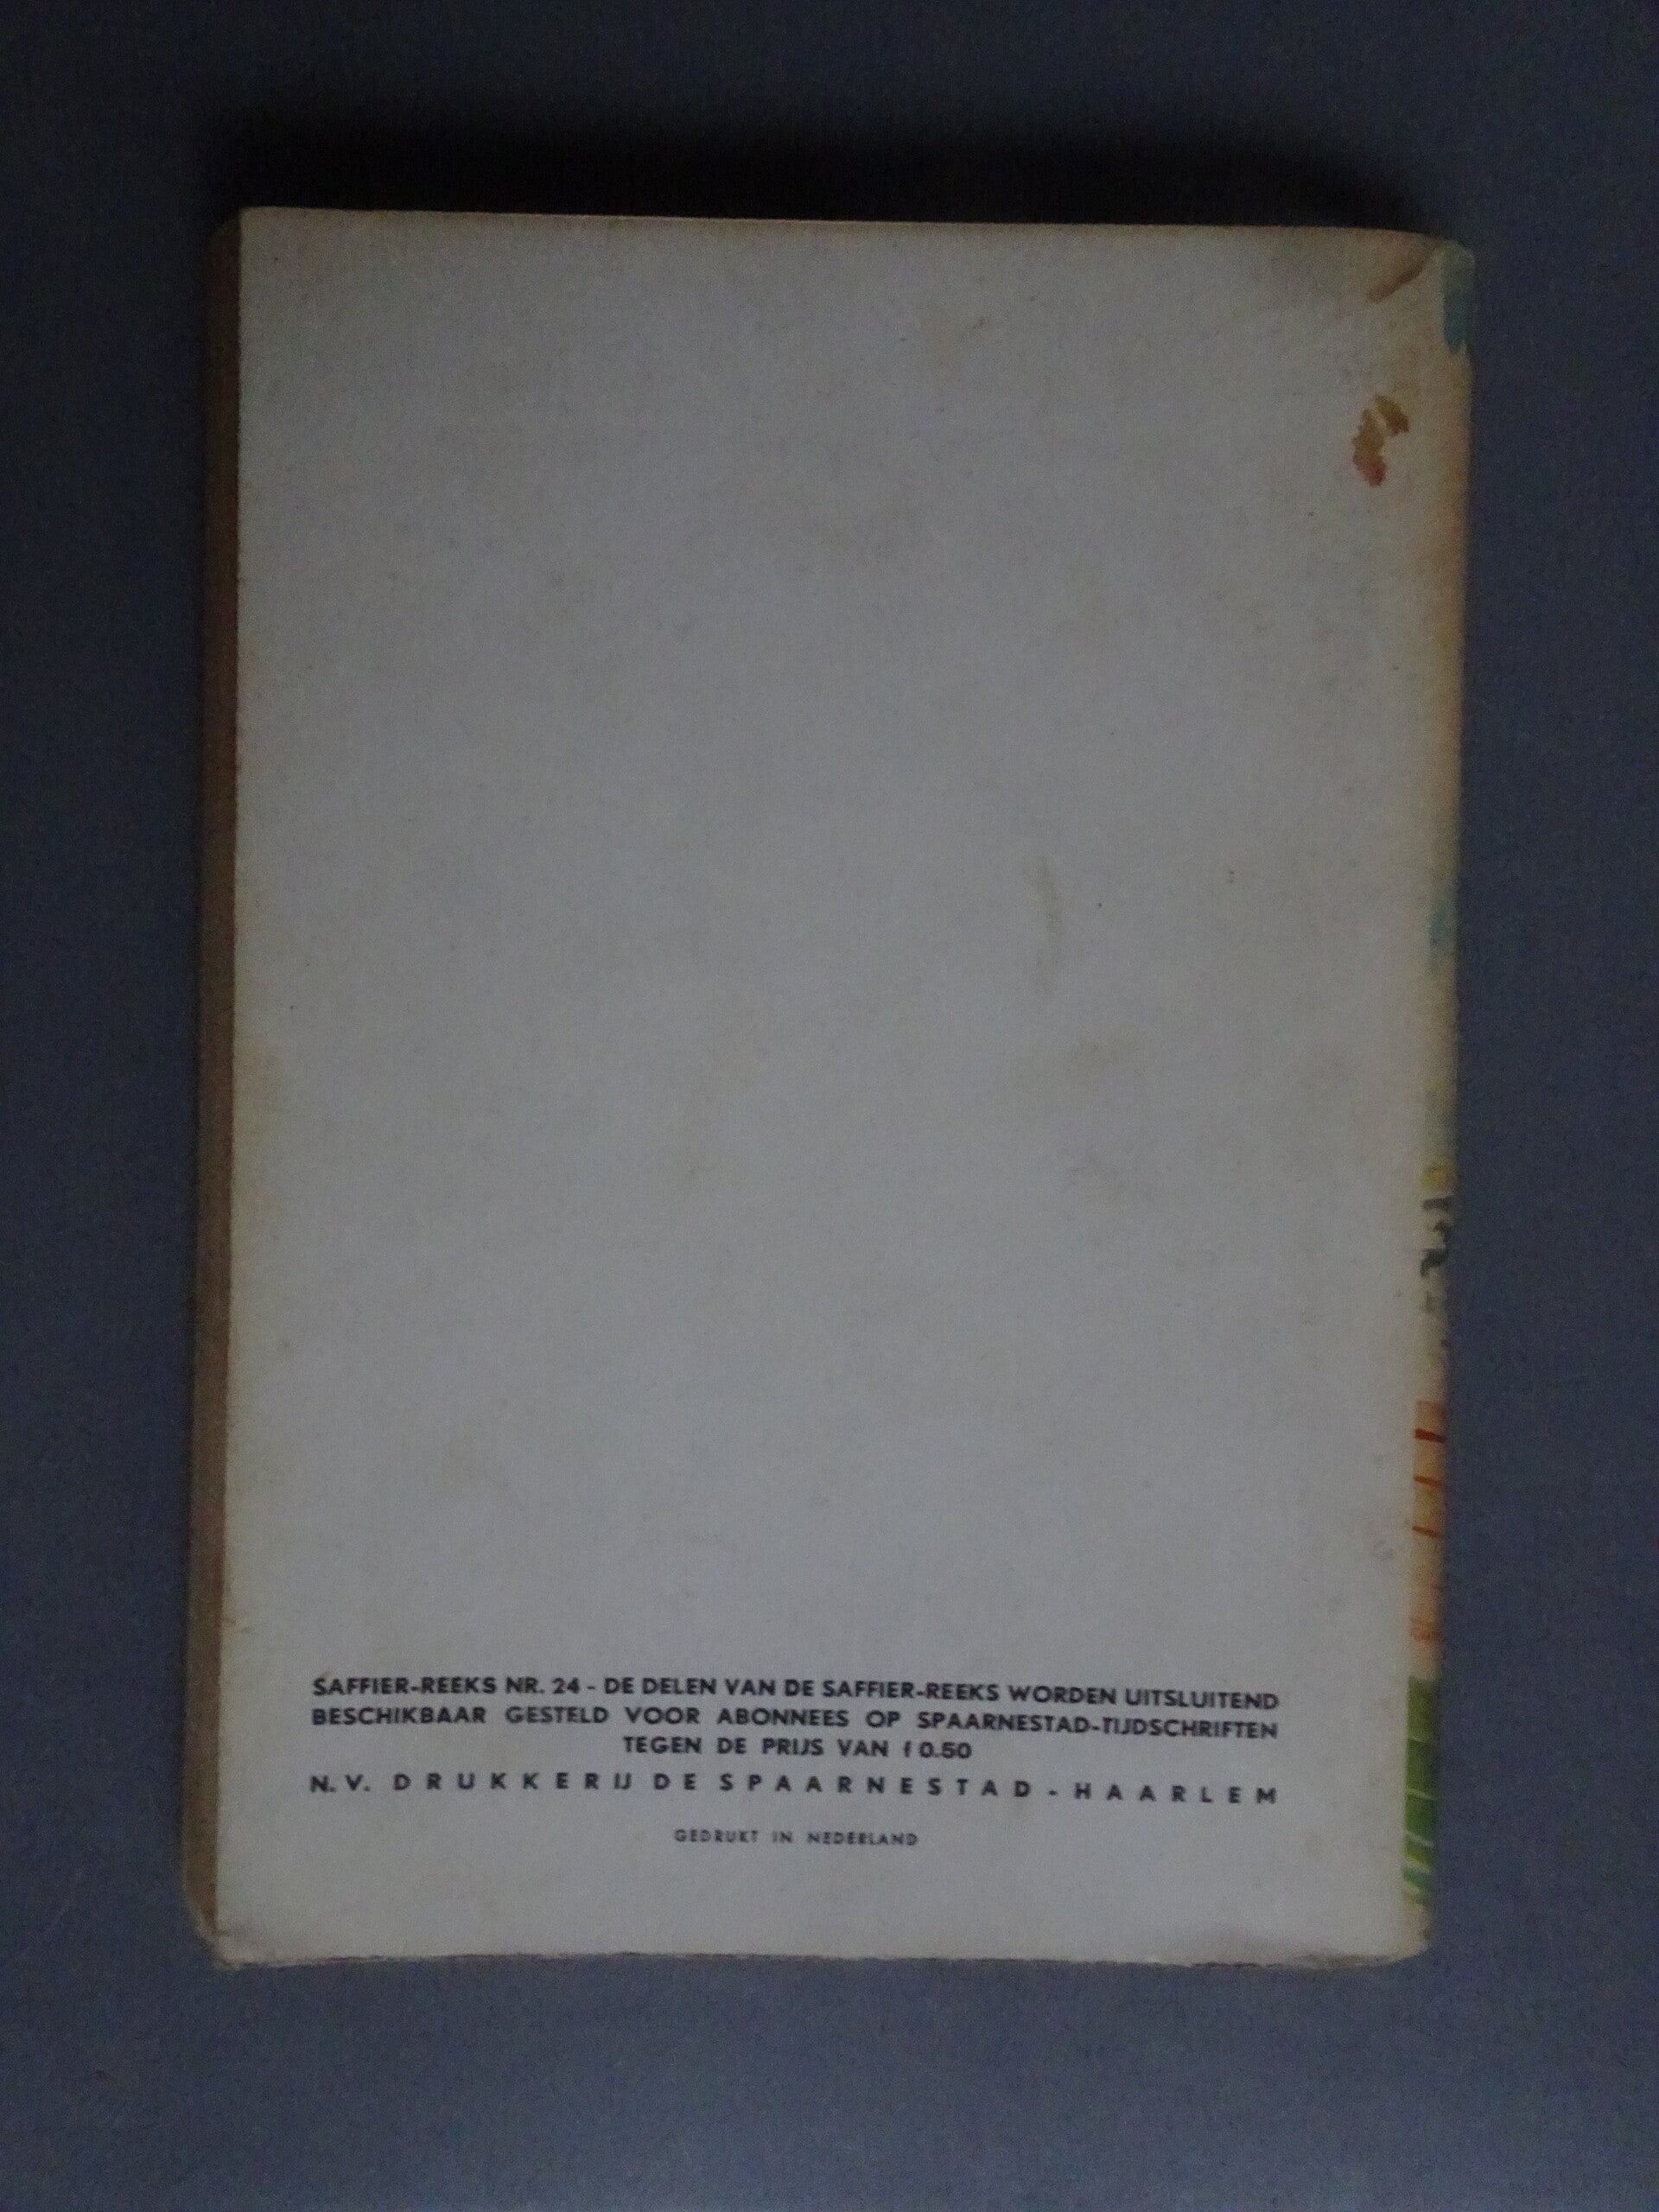 SAFFIER-REEKS NR. 24 - DE DELEN VAN DE SAFFIER-REEKS WORDEN UITSLUITEND
BESCHIKBAAR GESTELD VOOR ABONNEES OP SPAARNESTAD-TIJDSCHRIFTEN
TEGEN DE PRIJS VAN f 0.50
N.V. DRUKKERIJ DE SPAARNESTAD - HAARLEM
GEDRUKT IN NEDERLAND